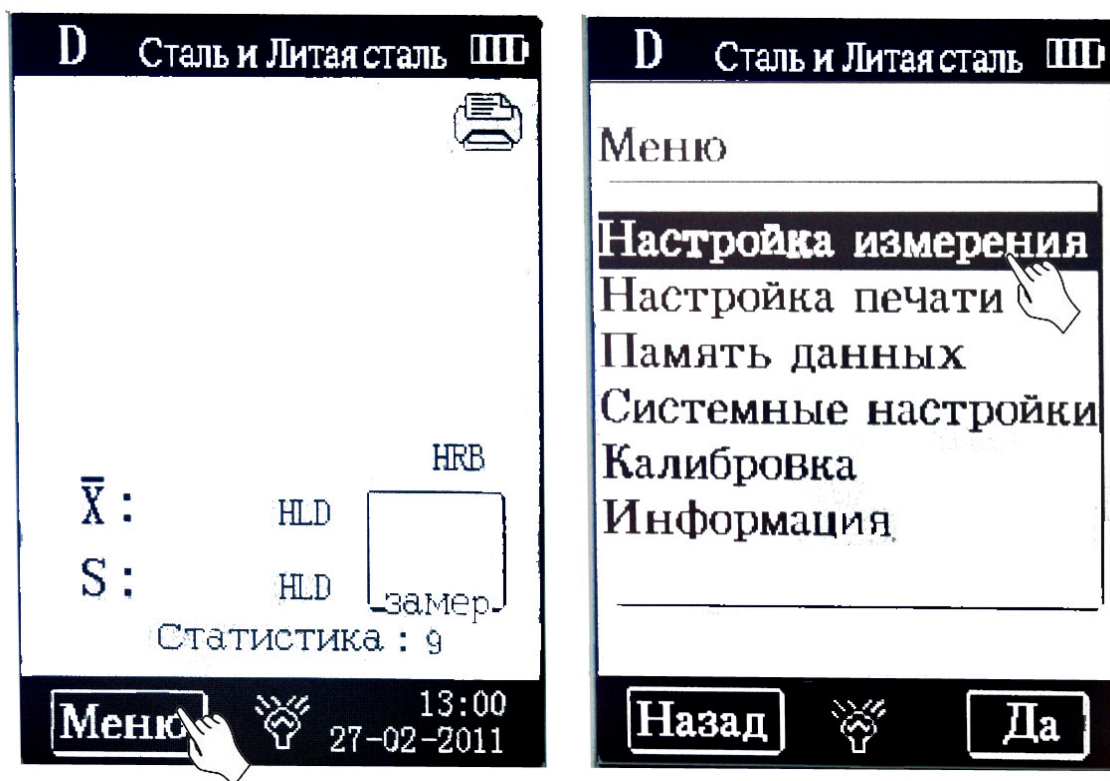 D Сталь и Литая сталь
HRB
X̅ : HLD
S : HLD
замер.
Статистика : 9
Меню 13:00
27-02-2011
D Сталь и Литая сталь
Меню
Настройка измерения
Настройка печати
Память данных
Системные настройки
Калибровка
Информация
Назад Да